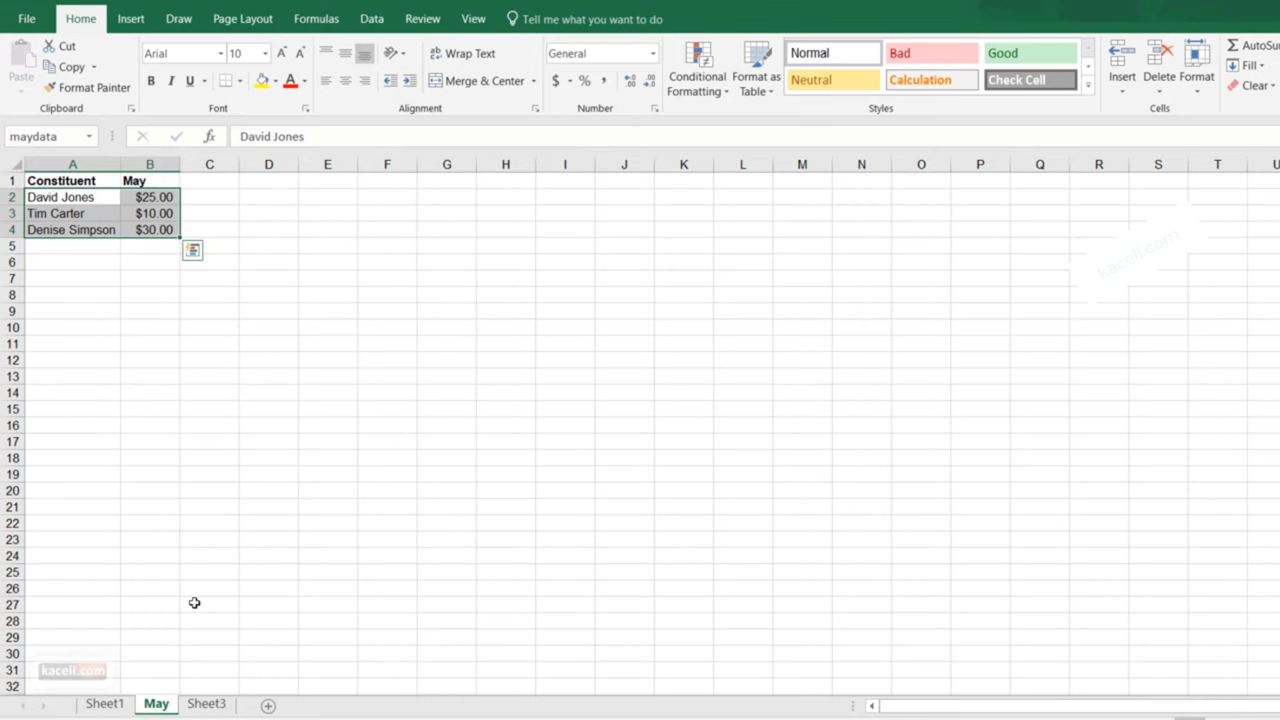 File Home Insert Draw Page Layout Formulas Data Review View Tell me what you want to do
Cut
Copy
Format Painter
Paste
Clipboard
Arial 10
B I U
Font
Wrap Text
Merge & Center
Alignment
General
$ % ,
Number
Conditional Formatting
Format as Table
Normal Bad Good
Neutral Calculation Check Cell
Styles
Insert Delete Format
Cells
AutoSu
Fill
Clear
maydata fx David Jones
A B C D E F G H I J K L M N O P Q R S T U
1 Constituent May
2 David Jones $25.00
3 Tim Carter $10.00
4 Denise Simpson $30.00
5
6
7
8
9
10
11
12
13
14
15
16
17
18
19
20
21
22
23
24
25
26
27
28
29
30
31
32
kaceli.com
kaceli.com
Sheet1 May Sheet3